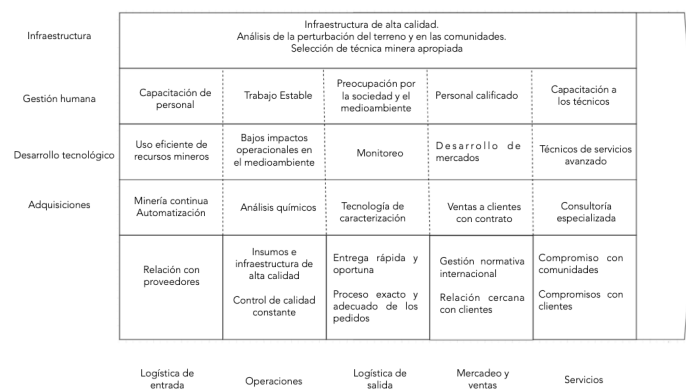 Infraestructura
Infraestructura de alta calidad.
Análisis de la perturbación del terreno y en las comunidades.
Selección de técnica minera apropiada
Gestión humana
Capacitación de
personal
Trabajo Estable
Preocupación por
la sociedad y el
medioambiente
Personal calificado
Capacitación a
los técnicos
Desarrollo tecnológico
Uso eficiente de
recursos mineros
Bajos impactos
operacionales en
el medioambiente
Monitoreo
Desarrollo de
mercados
Técnicos de servicios
avanzado
Adquisiciones
Minería continua
Automatización
Análisis químicos
Tecnología de
caracterización
Ventas a clientes
con contrato
Consultoría
especializada
Relación con
proveedores
Insumos e
infraestructura de
alta calidad
Control de calidad
constante
Entrega rápida y
oportuna
Proceso exacto y
adecuado de los
pedidos
Gestión normativa
internacional
Relación cercana
con clientes
Compromiso con
comunidades
Compromisos con
clientes
Logística de
entrada
Operaciones
Logística de
salida
Mercadeo y
ventas
Servicios